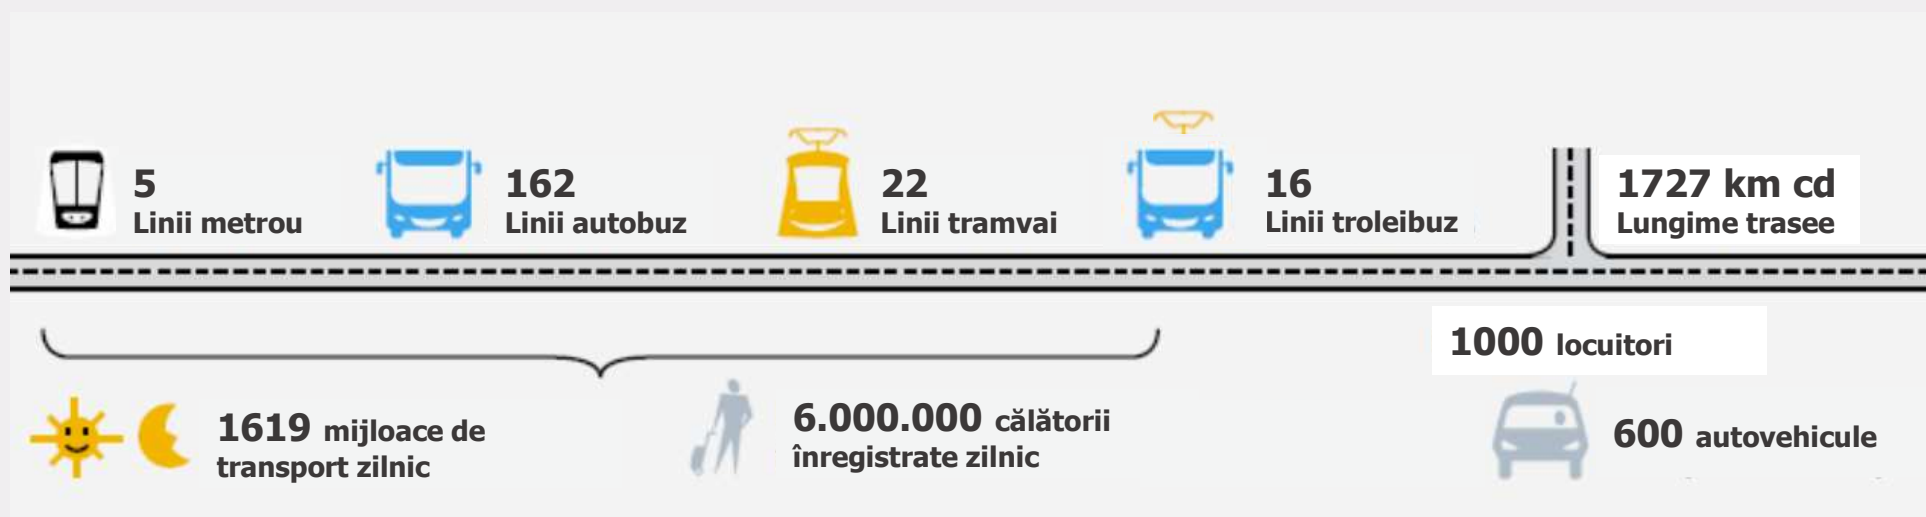 5
Linii metrou
162
Linii autobuz
22
Linii tramvai
16
Linii troleibuz
1727 km cd
Lungime trasee
1000 locuitori
1619 mijloace de
transport zilnic
6.000.000 călătorii
înregistrate zilnic
600 autovehicule